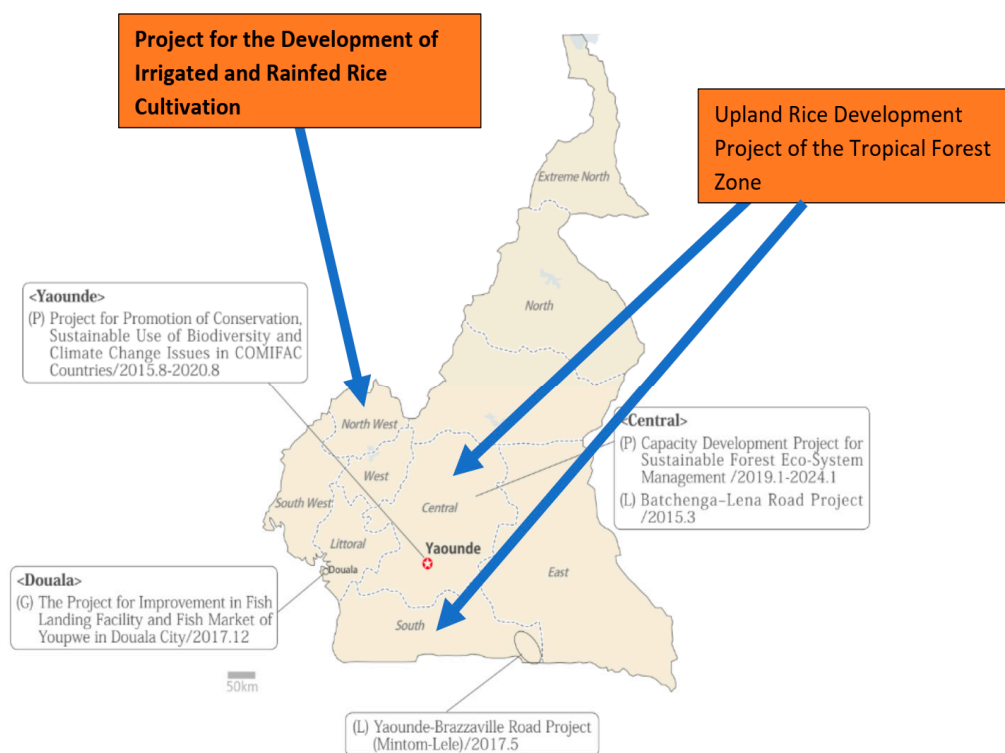 Project for the Development of
Irrigated and Rainfed Rice
Cultivation
Upland Rice Development
Project of the Tropical Forest
Zone
Extreme North
North
<Yaounde>
(P) Project for Promotion of Conservation,
Sustainable Use of Biodiversity and
Climate Change Issues in COMIFAC
Countries/2015.8-2020.8
North West
West
South West
Central
Littoral
Yaounde
Douala
East
South
<Central>
(P) Capacity Development Project for
Sustainable Forest Eco-System
Management /2019.1-2024.1
(L) Batchenga–Lena Road Project
/2015.3
<Douala>
(G) The Project for Improvement in Fish
Landing Facility and Fish Market of
Youpwe in Douala City/2017.12
50km
(L) Yaounde-Brazzaville Road Project
(Mintom-Lele)/2017.5